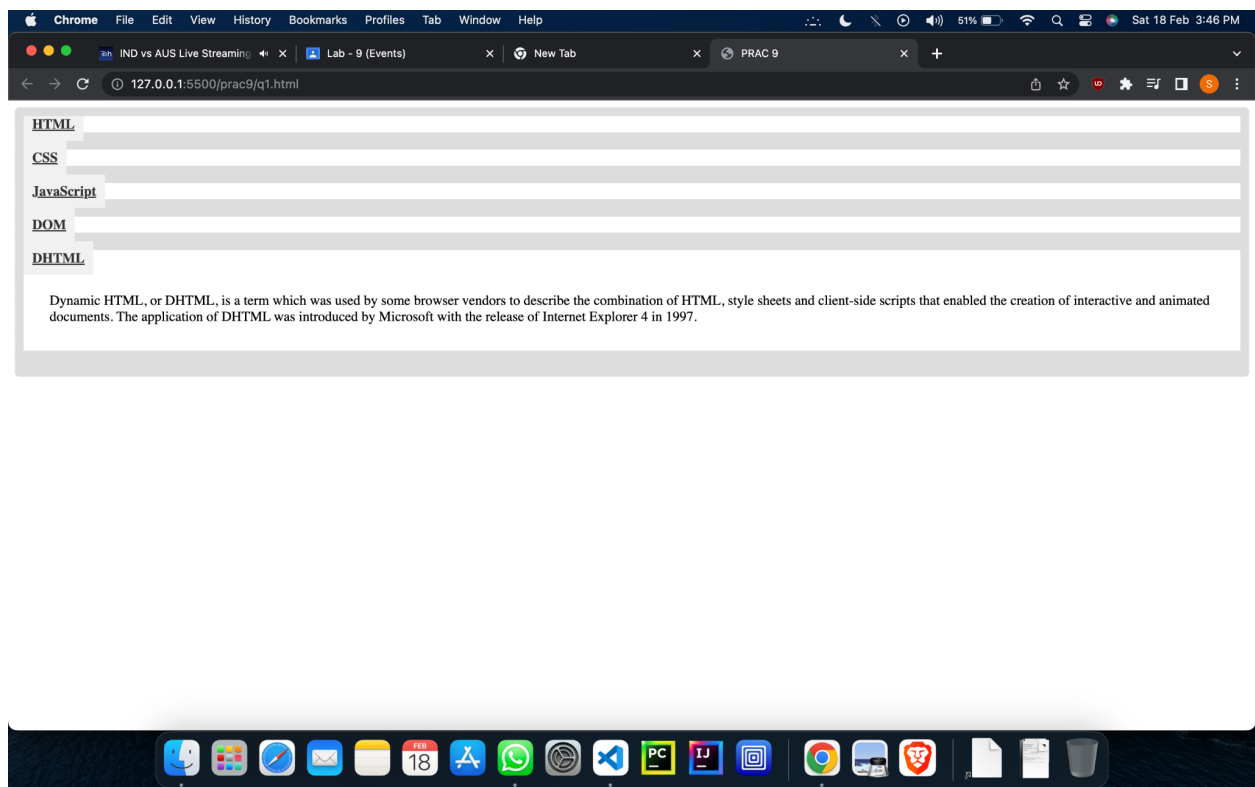 Chrome File Edit View History Bookmarks Profiles Tab Window Help 51% Sat 18 Feb 3:46 PM
IND vs AUS Live Streaming Lab - 9 (Events) New Tab PRAC 9
127.0.0.1:5500/prac9/q1.html S
HTML
CSS
JavaScript
DOM
DHTML
Dynamic HTML, or DHTML, is a term which was used by some browser vendors to describe the combination of HTML, style sheets and client-side scripts that enabled the creation of interactive and animated
documents. The application of DHTML was introduced by Microsoft with the release of Internet Explorer 4 in 1997.
FEB
18
PC
IJ